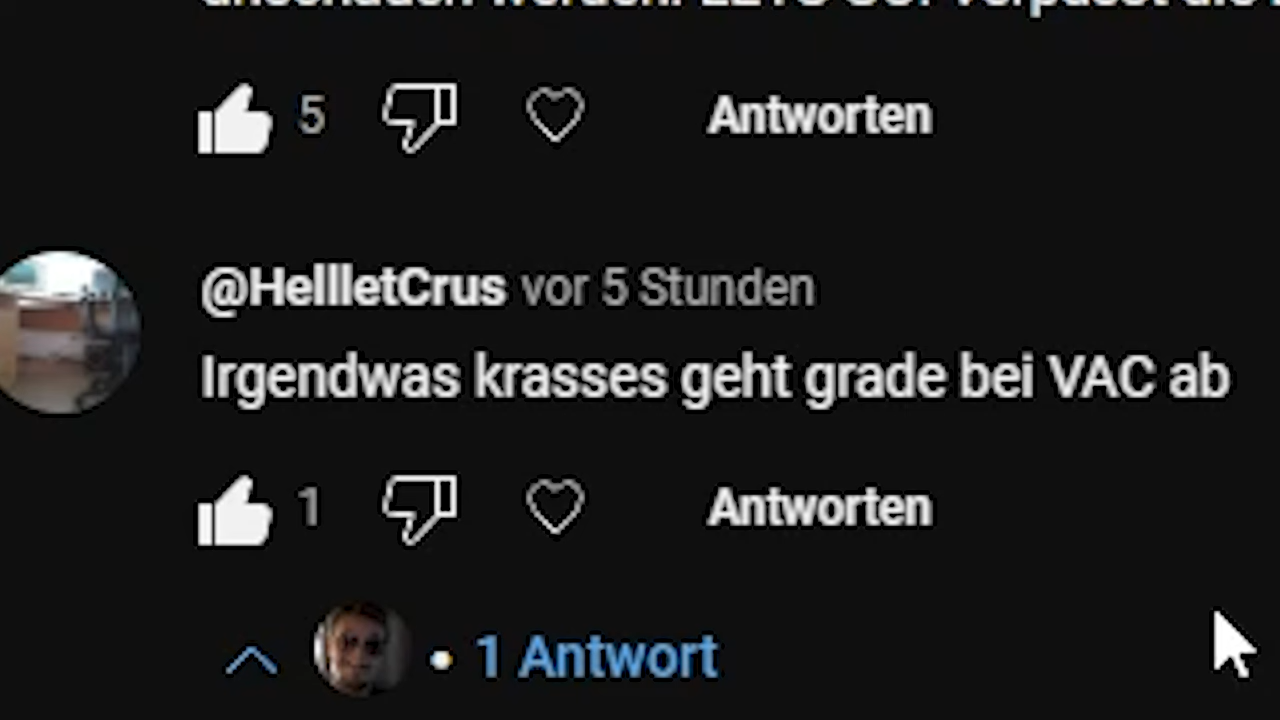 5 Antworten
@HellletCrus vor 5 Stunden
Irgendwas krasses geht grade bei VAC ab
1 Antworten
• 1 Antwort